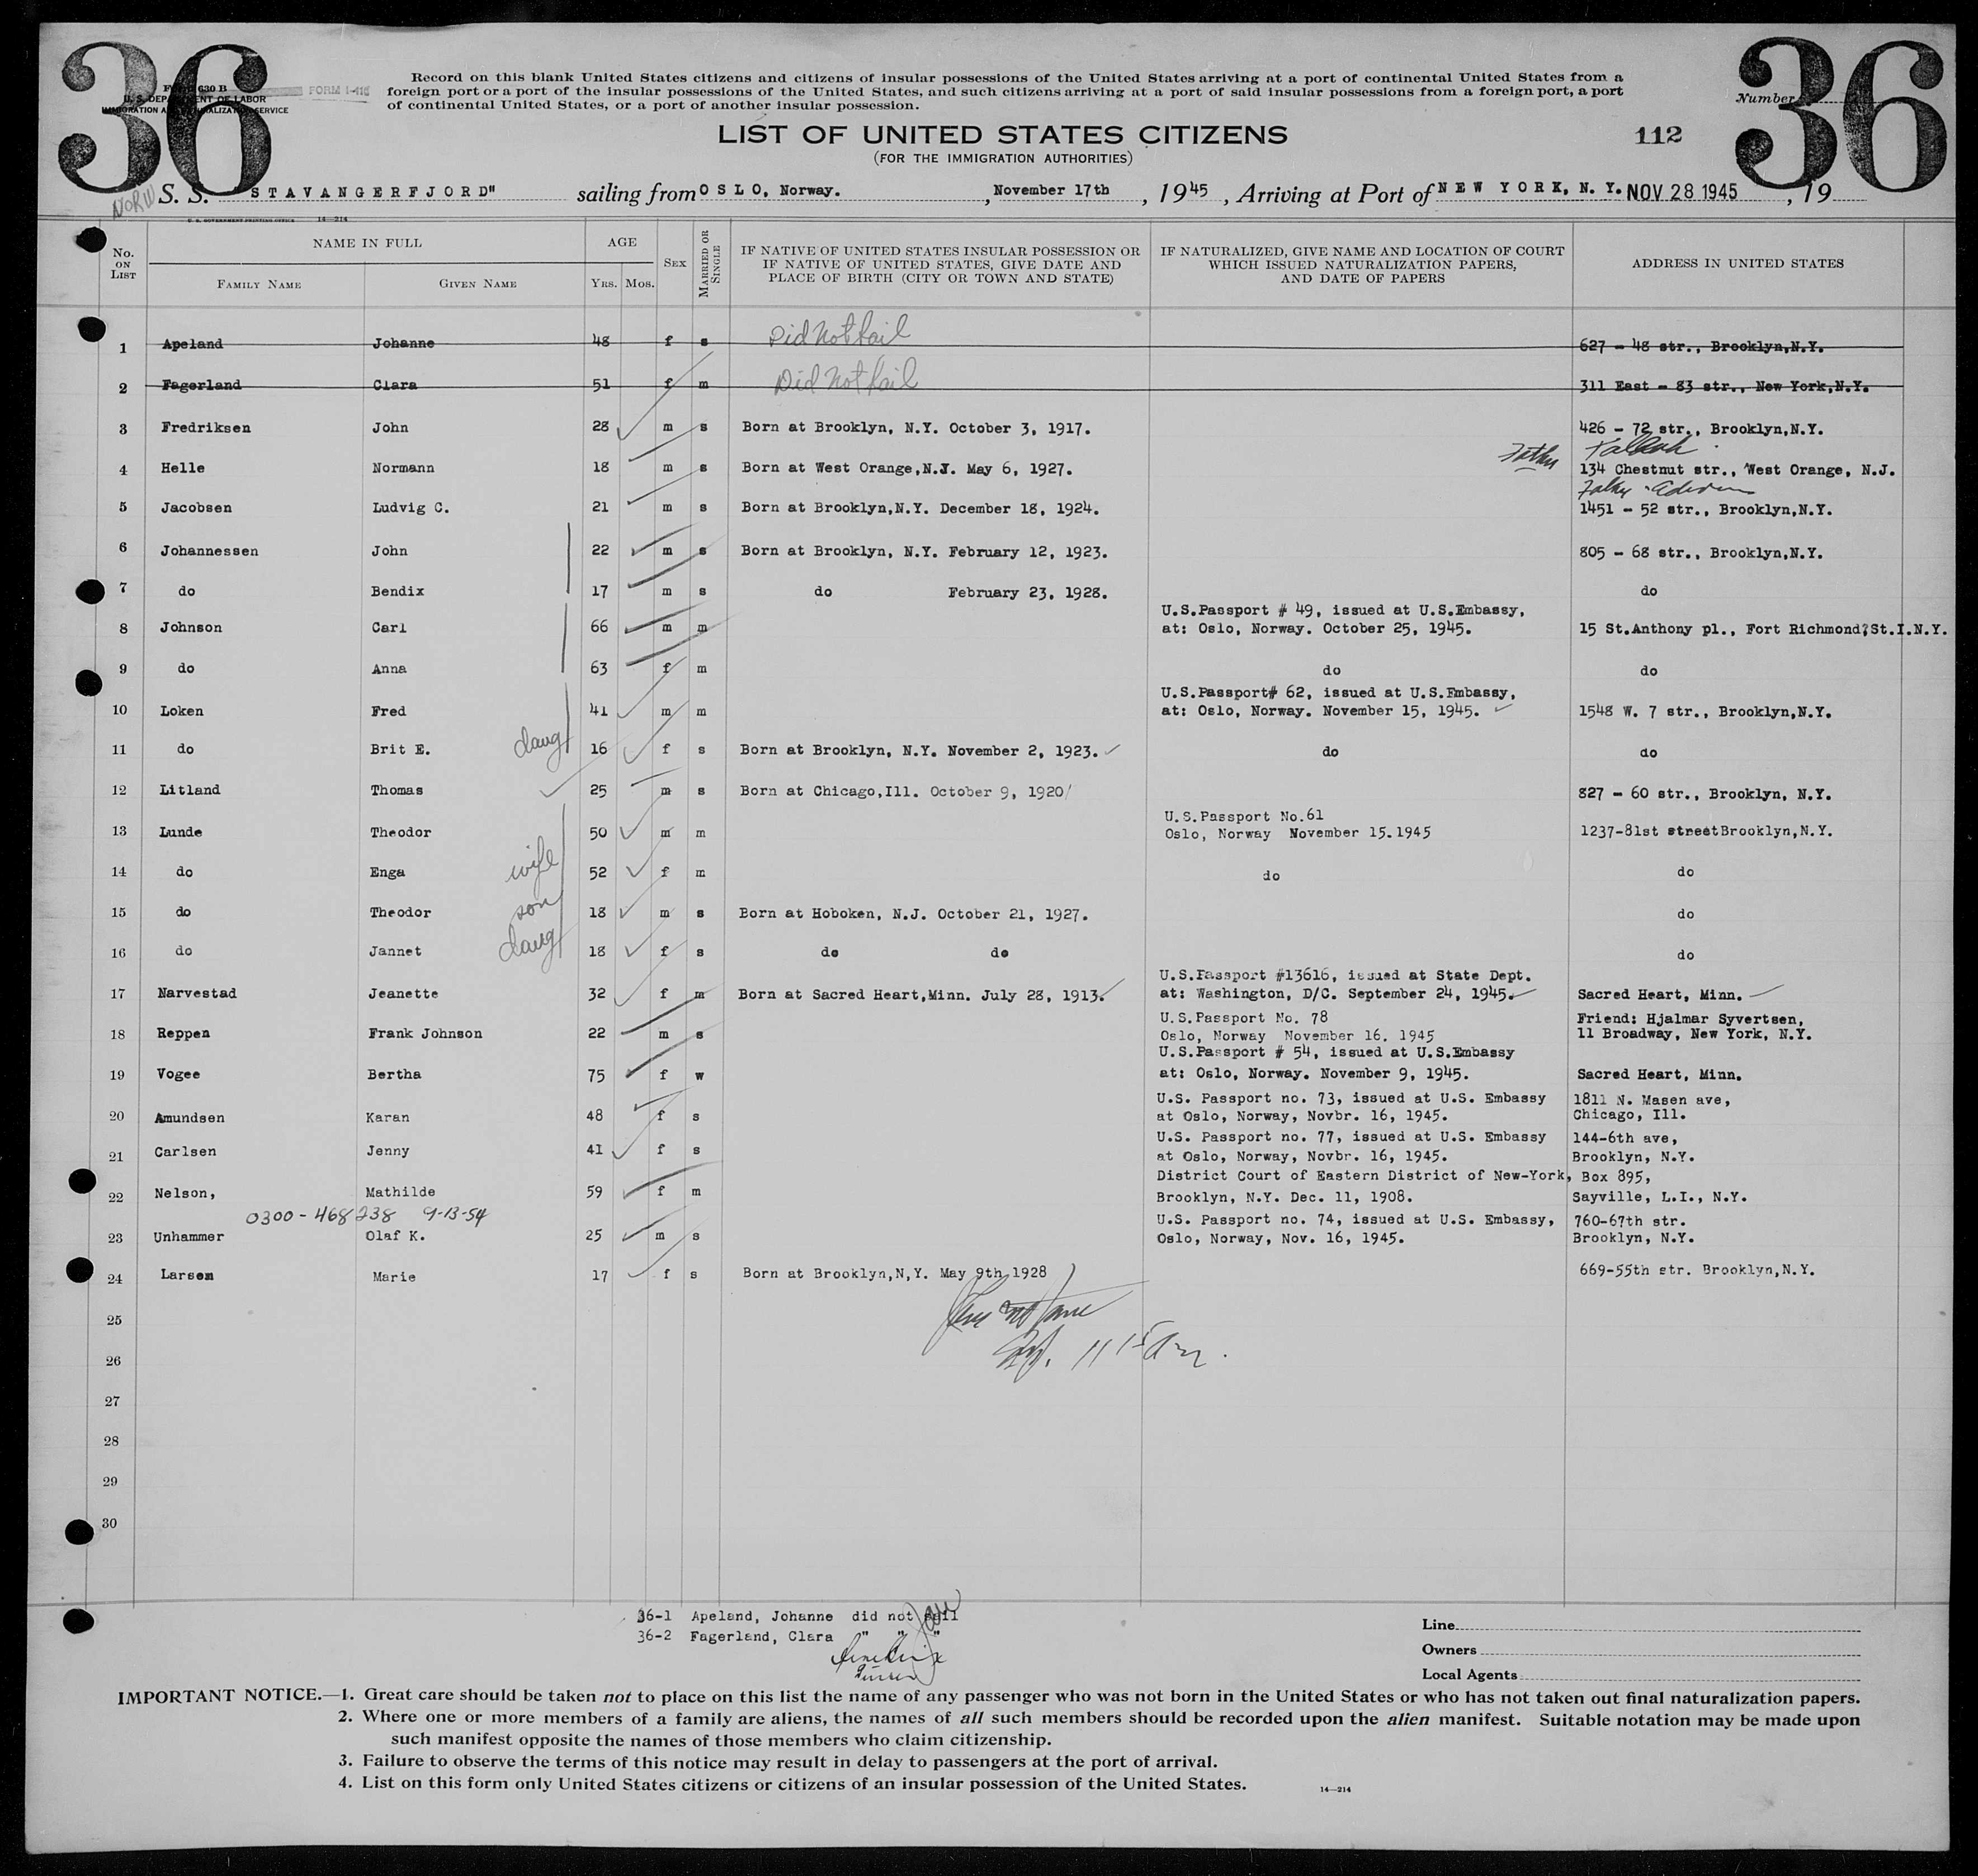 36
36
FORM 630 B
U. S. DEPARTMENT OF LABOR
IMMIGRATION AND NATURALIZATION SERVICE
FORM I-416
Record on this blank United States citizens and citizens of insular possessions of the United States arriving at a port of continental United States from a
foreign port or a port of the insular possessions of the United States, and such citizens arriving at a port of said insular possessions from a foreign port, a port
of continental United States, or a port of another insular possession.
Number
LIST OF UNITED STATES CITIZENS
112
(FOR THE IMMIGRATION AUTHORITIES)
NORW S. S. STAVANGERFJORD" sailing from OSLO, Norway. , November 17th , 1945 , Arriving at Port of NEW YORK, N. Y. NOV 28 1945 , 19
U. S. GOVERNMENT PRINTING OFFICE 14—214
No. ON LIST NAME IN FULL AGE SEX MARRIED OR SINGLE IF NATIVE OF UNITED STATES INSULAR POSSESSION OR IF NATIVE OF UNITED STATES, GIVE DATE AND PLACE OF BIRTH (CITY OR TOWN AND STATE) IF NATURALIZED, GIVE NAME AND LOCATION OF COURT WHICH ISSUED NATURALIZATION PAPERS, AND DATE OF PAPERS ADDRESS IN UNITED STATES
FAMILY NAME GIVEN NAME YRS. MOS.
1 Apeland Johanne 48 f s Did Not Sail 627 - 48 str., Brooklyn,N.Y.
2 Fagerland Clara 51 f m Did Not Sail 311 East - 83 str., New York,N.Y.
3 Fredriksen John 28 m s Born at Brooklyn, N.Y. October 3, 1917. 426 - 72 str., Brooklyn,N.Y.
Father
4 Helle Normann 18 m s Born at West Orange,N.J. May 6, 1927. 134 Chestnut str., West Orange, N.J.
5 Jacobsen Ludvig C. 21 m s Born at Brooklyn,N.Y. December 18, 1924. 1451 - 52 str., Brooklyn,N.Y.
6 Johannessen John 22 m s Born at Brooklyn, N.Y. February 12, 1923. 805 - 68 str., Brooklyn,N.Y.
7 do Bendix 17 m s do February 23, 1928. do
U.S.Passport # 49, issued at U.S.Embassy,
8 Johnson Carl 66 m m at: Oslo, Norway. October 25, 1945. 15 St.Anthony pl., Fort Richmond,St.I.N.Y.
9 do Anna 63 f m do do
U.S.Passport# 62, issued at U.S.Embassy,
10 Loken Fred 41 m m at: Oslo, Norway. November 15, 1945. 1548 W. 7 str., Brooklyn,N.Y.
11 do Brit E. daug 16 f s Born at Brooklyn, N.Y. November 2, 1923. do do
12 Litland Thomas 25 m s Born at Chicago,Ill. October 9, 1920 827 - 60 str., Brooklyn, N.Y.
U.S.Passport No.61
13 Lunde Theodor 50 m m Oslo, Norway November 15.1945 1237-81st streetBrooklyn,N.Y.
14 do Enga wife 52 f m do do
15 do Theodor son 18 m s Born at Hoboken, N.J. October 21, 1927. do
16 do Jannet daug 18 f s do do do
U.S.Passport #13616, issued at State Dept.
17 Narvestad Jeanette 32 f m Born at Sacred Heart,Minn. July 28, 1913. at: Washington, D/C. September 24, 1945. Sacred Heart, Minn.
U.S.Passport No. 78 Friend: Hjalmar Syvertsen,
18 Reppen Frank Johnson 22 m s Oslo, Norway November 16. 1945 11 Broadway, New York, N.Y.
U.S.Passport # 54, issued at U.S.Embassy
19 Vogee Bertha 75 f w at: Oslo, Norway. November 9, 1945. Sacred Heart, Minn.
U.S. Passport no. 73, issued at U.S. Embassy 1811 N. Masen ave,
20 Amundsen Karan 48 f s at Oslo, Norway, Novbr. 16, 1945. Chicago, Ill.
U.S. Passport no. 77, issued at U.S. Embassy 144-6th ave,
21 Carlsen Jenny 41 f s at Oslo, Norway, Novbr. 16, 1945. Brooklyn, N.Y.
District Court of Eastern District of New-York, Box 895,
22 Nelson, Mathilde 59 f m Brooklyn, N.Y. Dec. 11, 1908. Sayville, L.I., N.Y.
0300-468238 9-13-54
U.S. Passport no. 74, issued at U.S. Embassy, 760-67th str.
23 Unhammer Olaf K. 25 m s Oslo, Norway, Nov. 16, 1945. Brooklyn, N.Y.
24 Larsen Marie 17 f s Born at Brooklyn,N,Y. May 9th 1928 669-55th str. Brooklyn,N.Y.
25
26
27
28
29
30
36-1 Apeland, Johanne did not sail
36-2 Fagerland, Clara " " "
Line
Owners
Local Agents
IMPORTANT NOTICE.—1. Great care should be taken not to place on this list the name of any passenger who was not born in the United States or who has not taken out final naturalization papers.
2. Where one or more members of a family are aliens, the names of all such members should be recorded upon the alien manifest. Suitable notation may be made upon
such manifest opposite the names of those members who claim citizenship.
3. Failure to observe the terms of this notice may result in delay to passengers at the port of arrival.
4. List on this form only United States citizens or citizens of an insular possession of the United States.
14—214